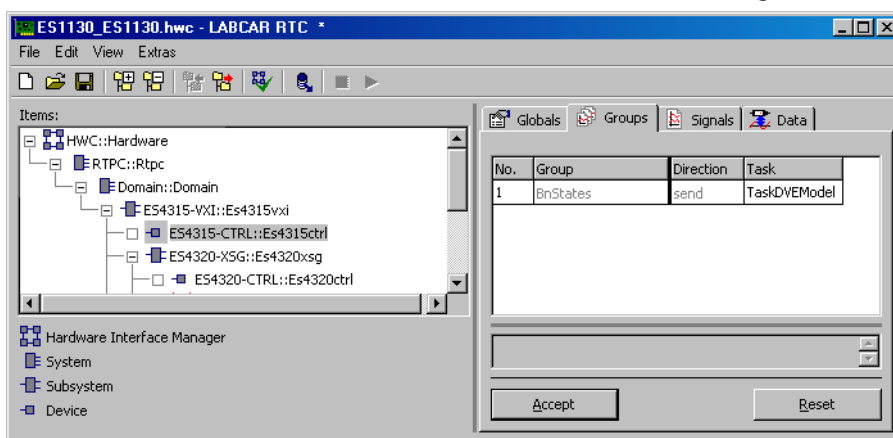 ES1130_ES1130.hwc - LABCAR RTC *
File Edit View Extras
Items:
HWC::Hardware
RTPC::Rtpc
Domain::Domain
ES4315-VXI::Es4315vxi
ES4315-CTRL::Es4315ctrl
ES4320-XSG::Es4320xsg
ES4320-CTRL::Es4320ctrl
Hardware Interface Manager
System
Subsystem
Device
Globals Groups Signals Data
No. Group Direction Task
1 BnStates send TaskDVEModel
Accept Reset